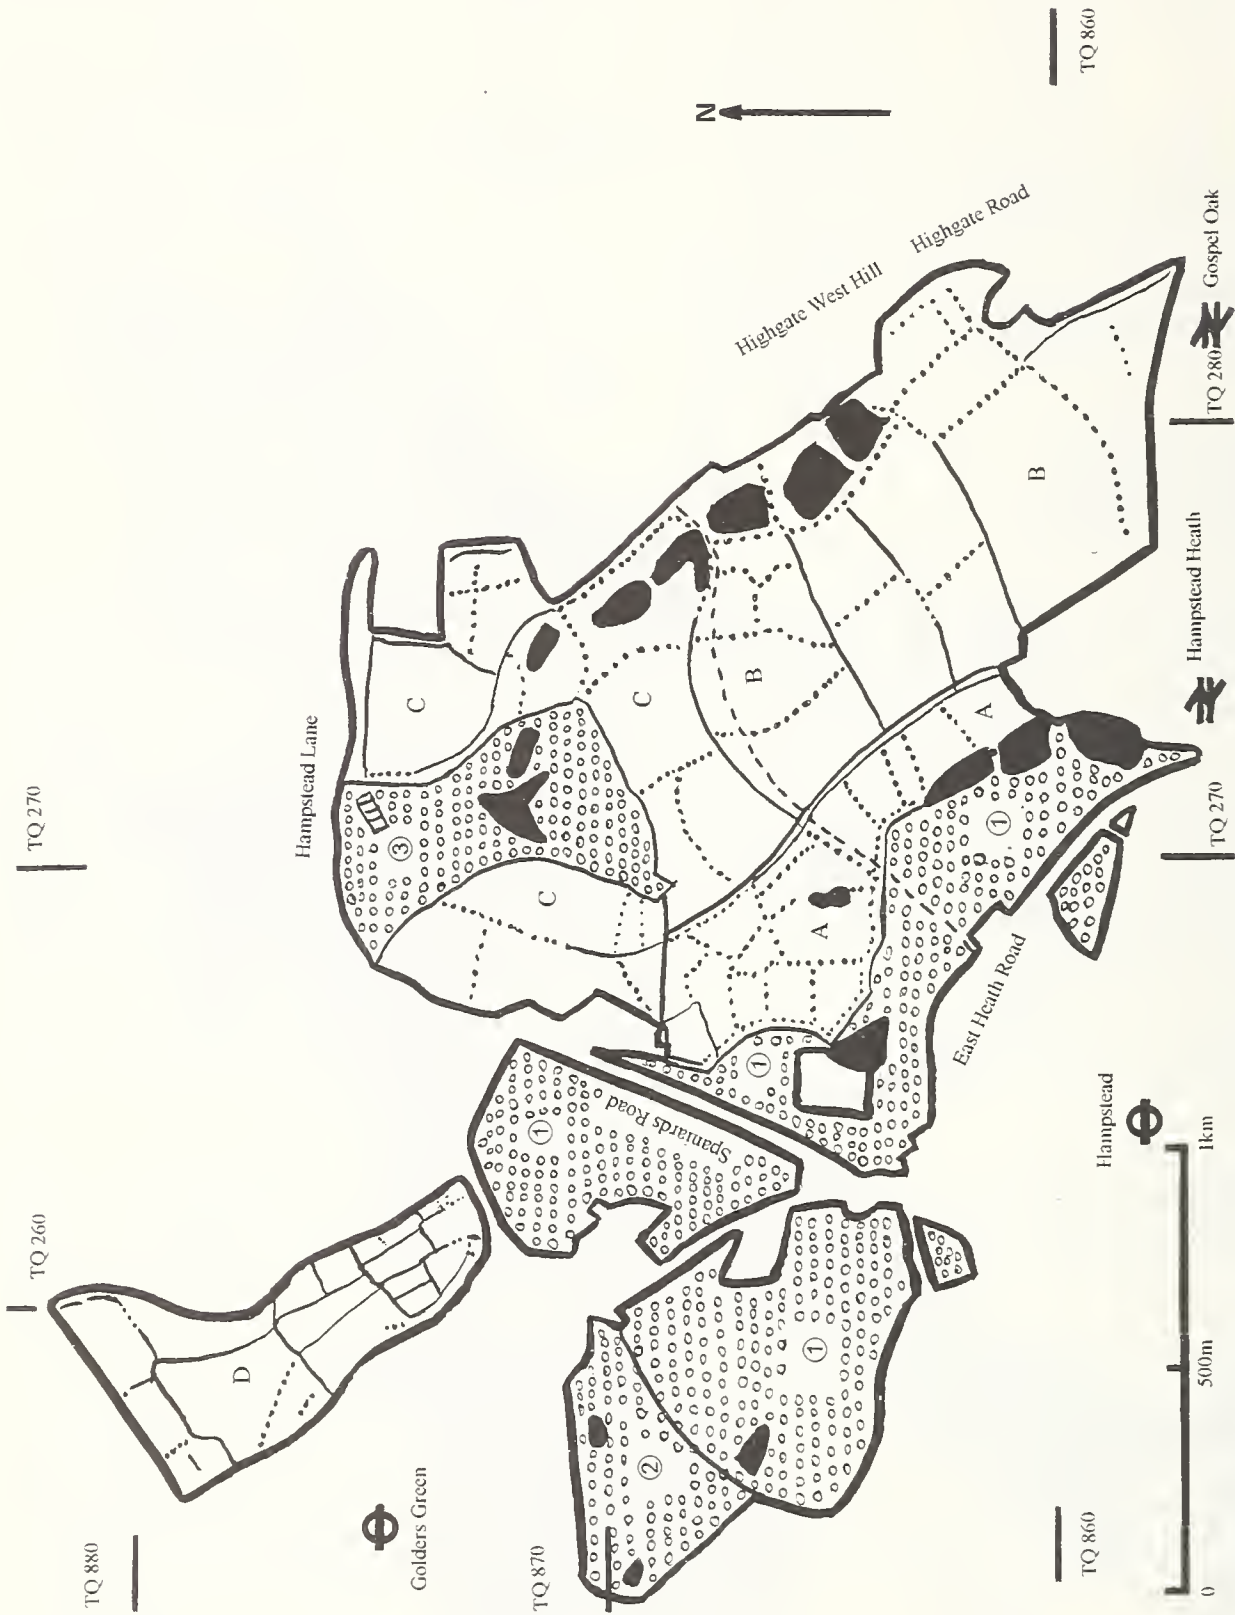 TQ 260
TQ 270
TQ 880
Golders Green
TQ 870
TQ 860
Hampstead Lane
N
TQ 860
Highgate West Hill
Highgate Road
D
C
C
C
B
B
A
A
①
①
①
①
②
③
Spaniards Road
East Heath Road
Hampstead
Hampstead Heath
Gospel Oak
TQ 270
TQ 280
0
500m
1km